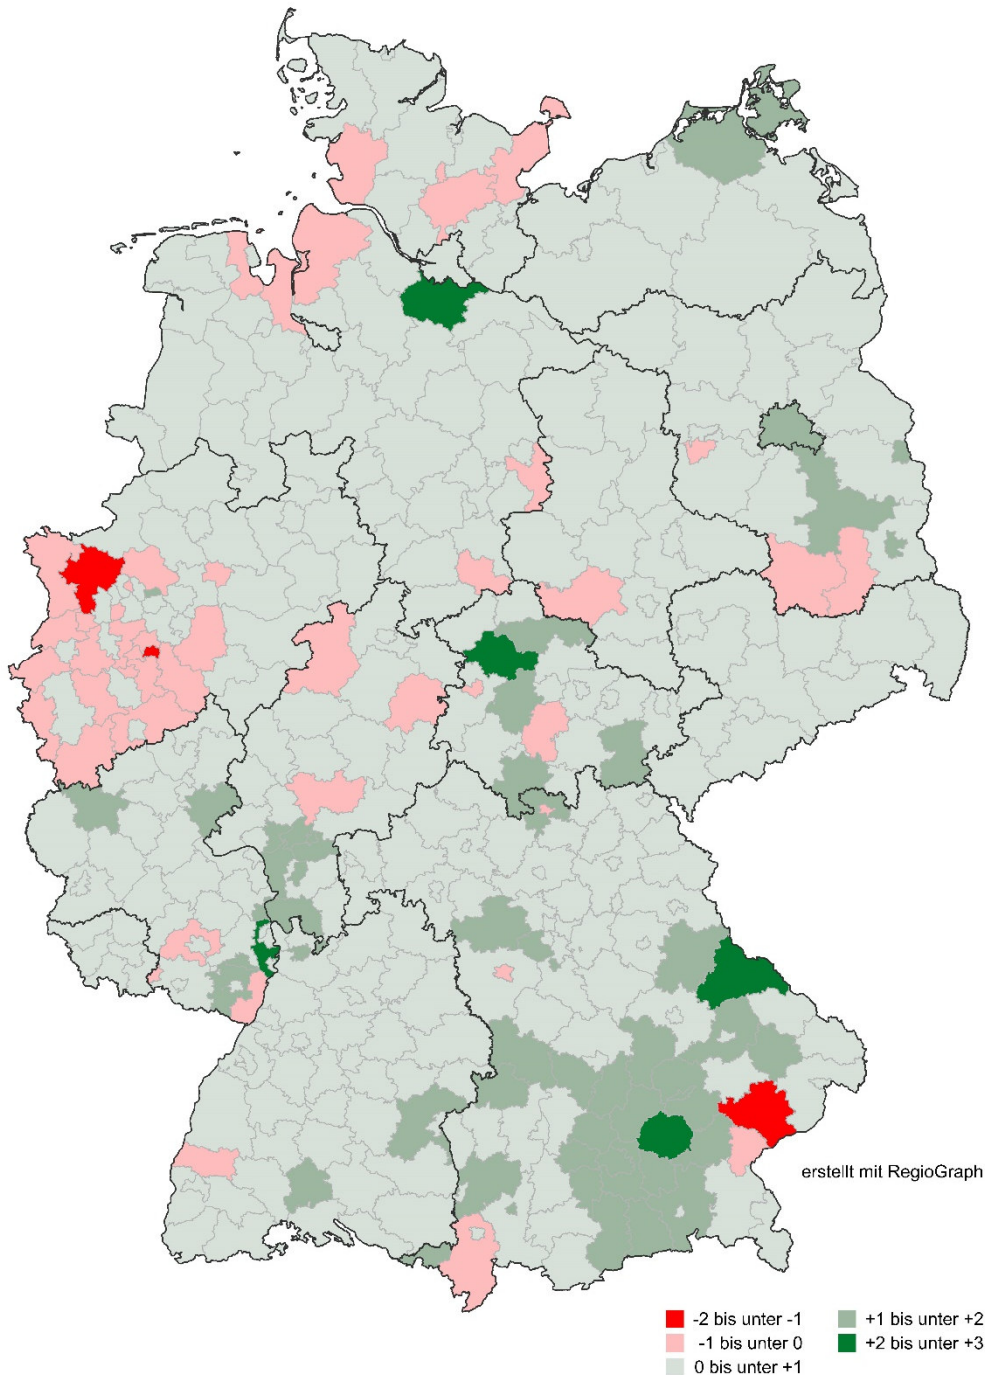 erstellt mit RegioGraph
-2 bis unter -1
-1 bis unter 0
0 bis unter +1
+1 bis unter +2
+2 bis unter +3